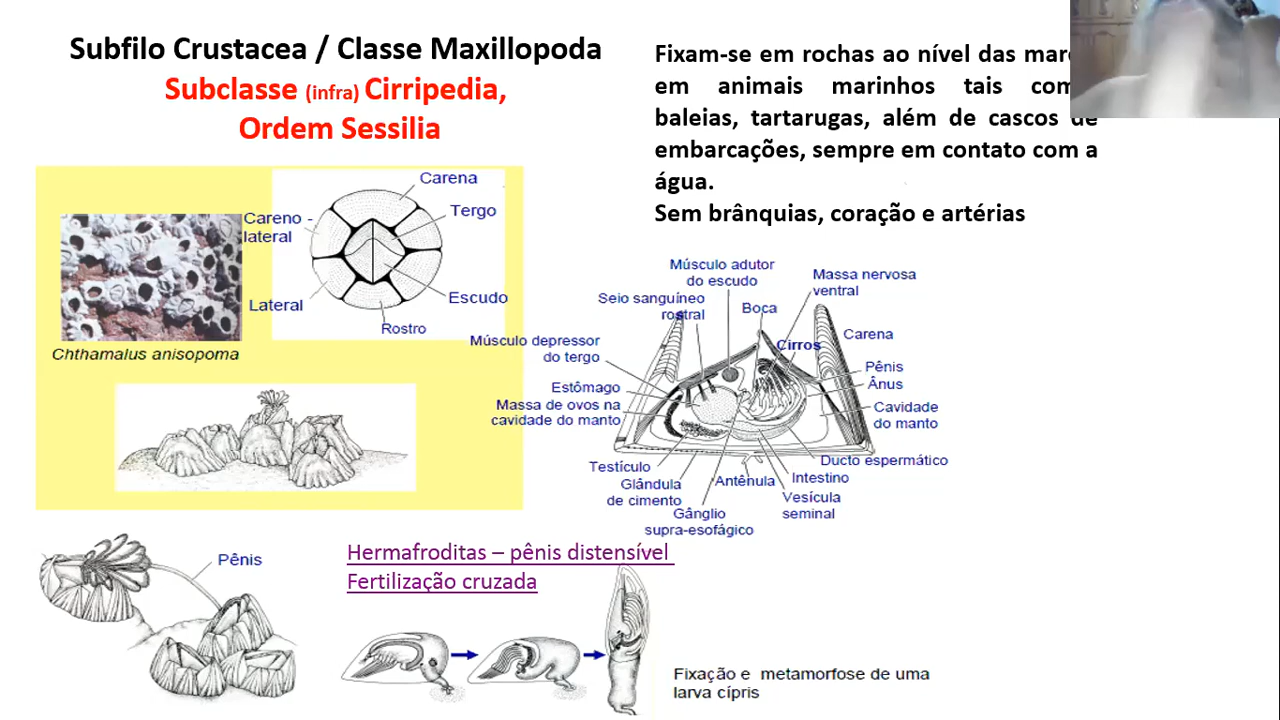 Subfilo Crustacea / Classe Maxillopoda
Subclasse (infra) Cirripedia,
Ordem Sessilia
Fixam-se em rochas ao nível das
em animais marinhos tais
baleias, tartarugas, além de cascos de
embarcações, sempre em contato com a
água.
Sem brânquias, coração e artérias
Carena
Careno -
lateral
Tergo
Lateral
Escudo
Rostro
Chthamalus anisopoma
Músculo adutor
do escudo
Massa nervosa
ventral
Seio sanguíneo
rostral
Boca
Carena
Cirros
Músculo depressor
do tergo
Pênis
Ânus
Estômago
Massa de ovos na
cavidade do manto
Cavidade
do manto
Testículo
Glândula
de cimento
Antênula
Ducto espermático
Intestino
Vesícula
seminal
Gânglio
supra-esofágico
Pênis
Hermafroditas – pênis distensível
Fertilização cruzada
Fixação e metamorfose de uma
larva cípris